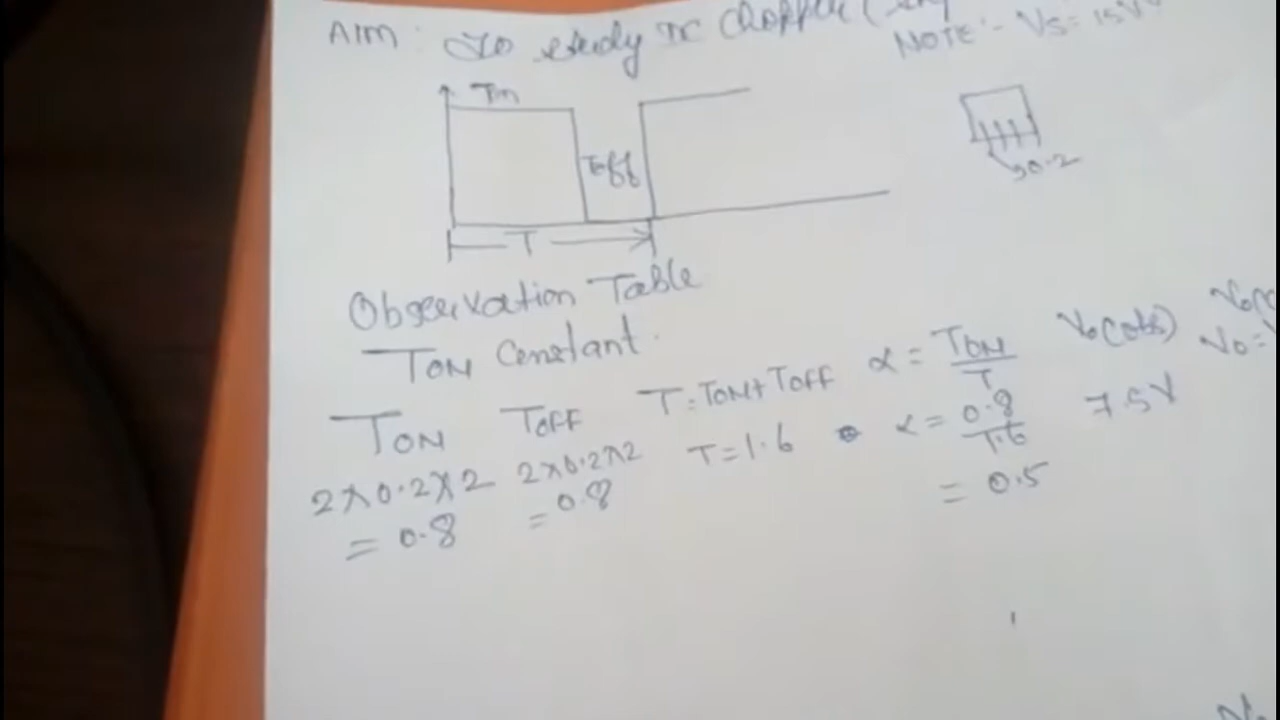 Aim: To study DC Chopper (
NOTE:- Vs = 15V
Ton
Toff
T
0.2
Observation Table
TON Constant.
TON TOFF T=TON+TOFF α = TON/T Vo(obs) Vo(
Vo=
2×0.2×2 2×0.2×2 T=1.6 α = 0.8/1.6 7.5V
= 0.8 = 0.8 = 0.5